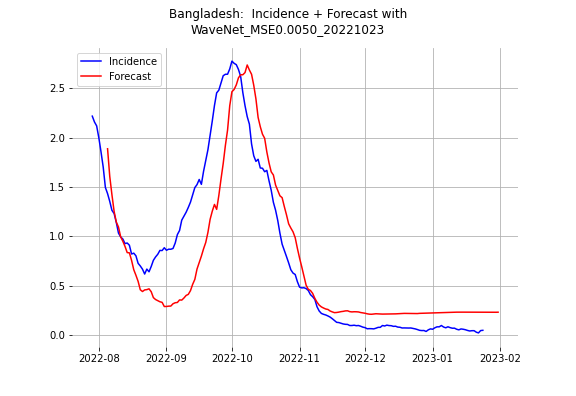 Bangladesh:  Incidence + Forecast with
WaveNet_MSE0.0050_20221023
Incidence
Forecast
2.5
2.0
1.5
1.0
0.5
0.0
2022-08 2022-09 2022-10 2022-11 2022-12 2023-01 2023-02